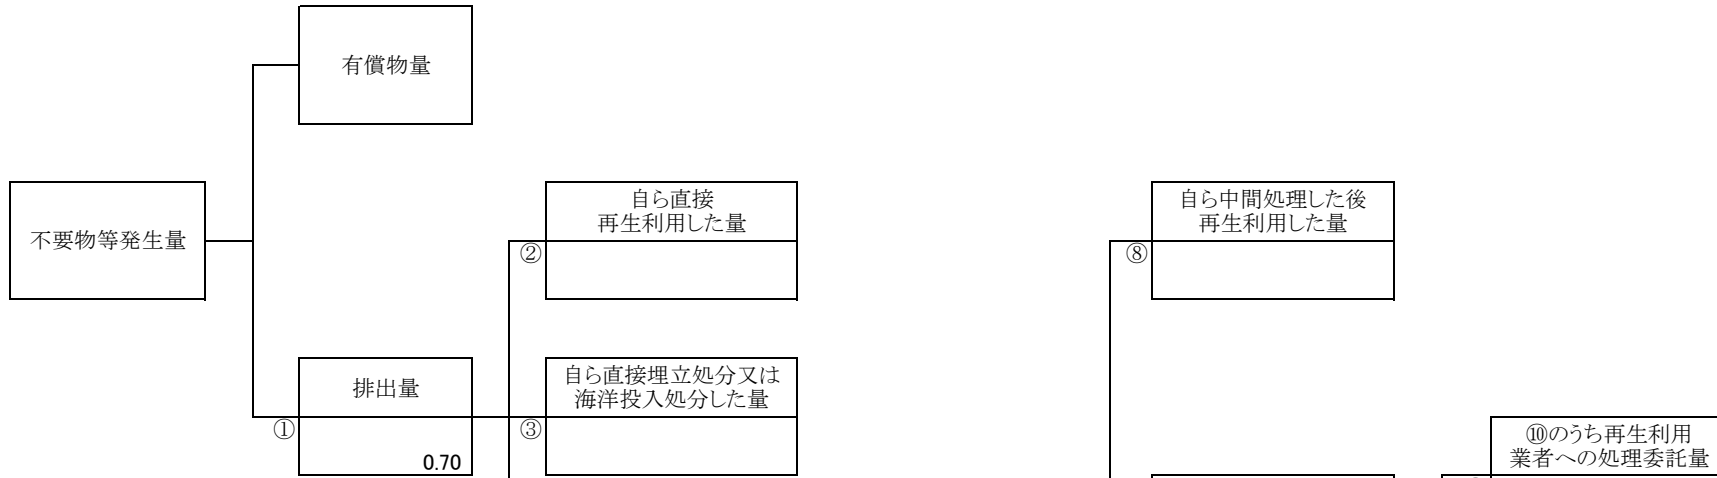 有償物量
不要物等発生量
自ら直接
再生利用した量
②
自ら中間処理した後
再生利用した量
⑧
排出量
①
0.70
自ら直接埋立処分又は
海洋投入処分した量
③
⑩のうち再生利用
業者への処理委託量